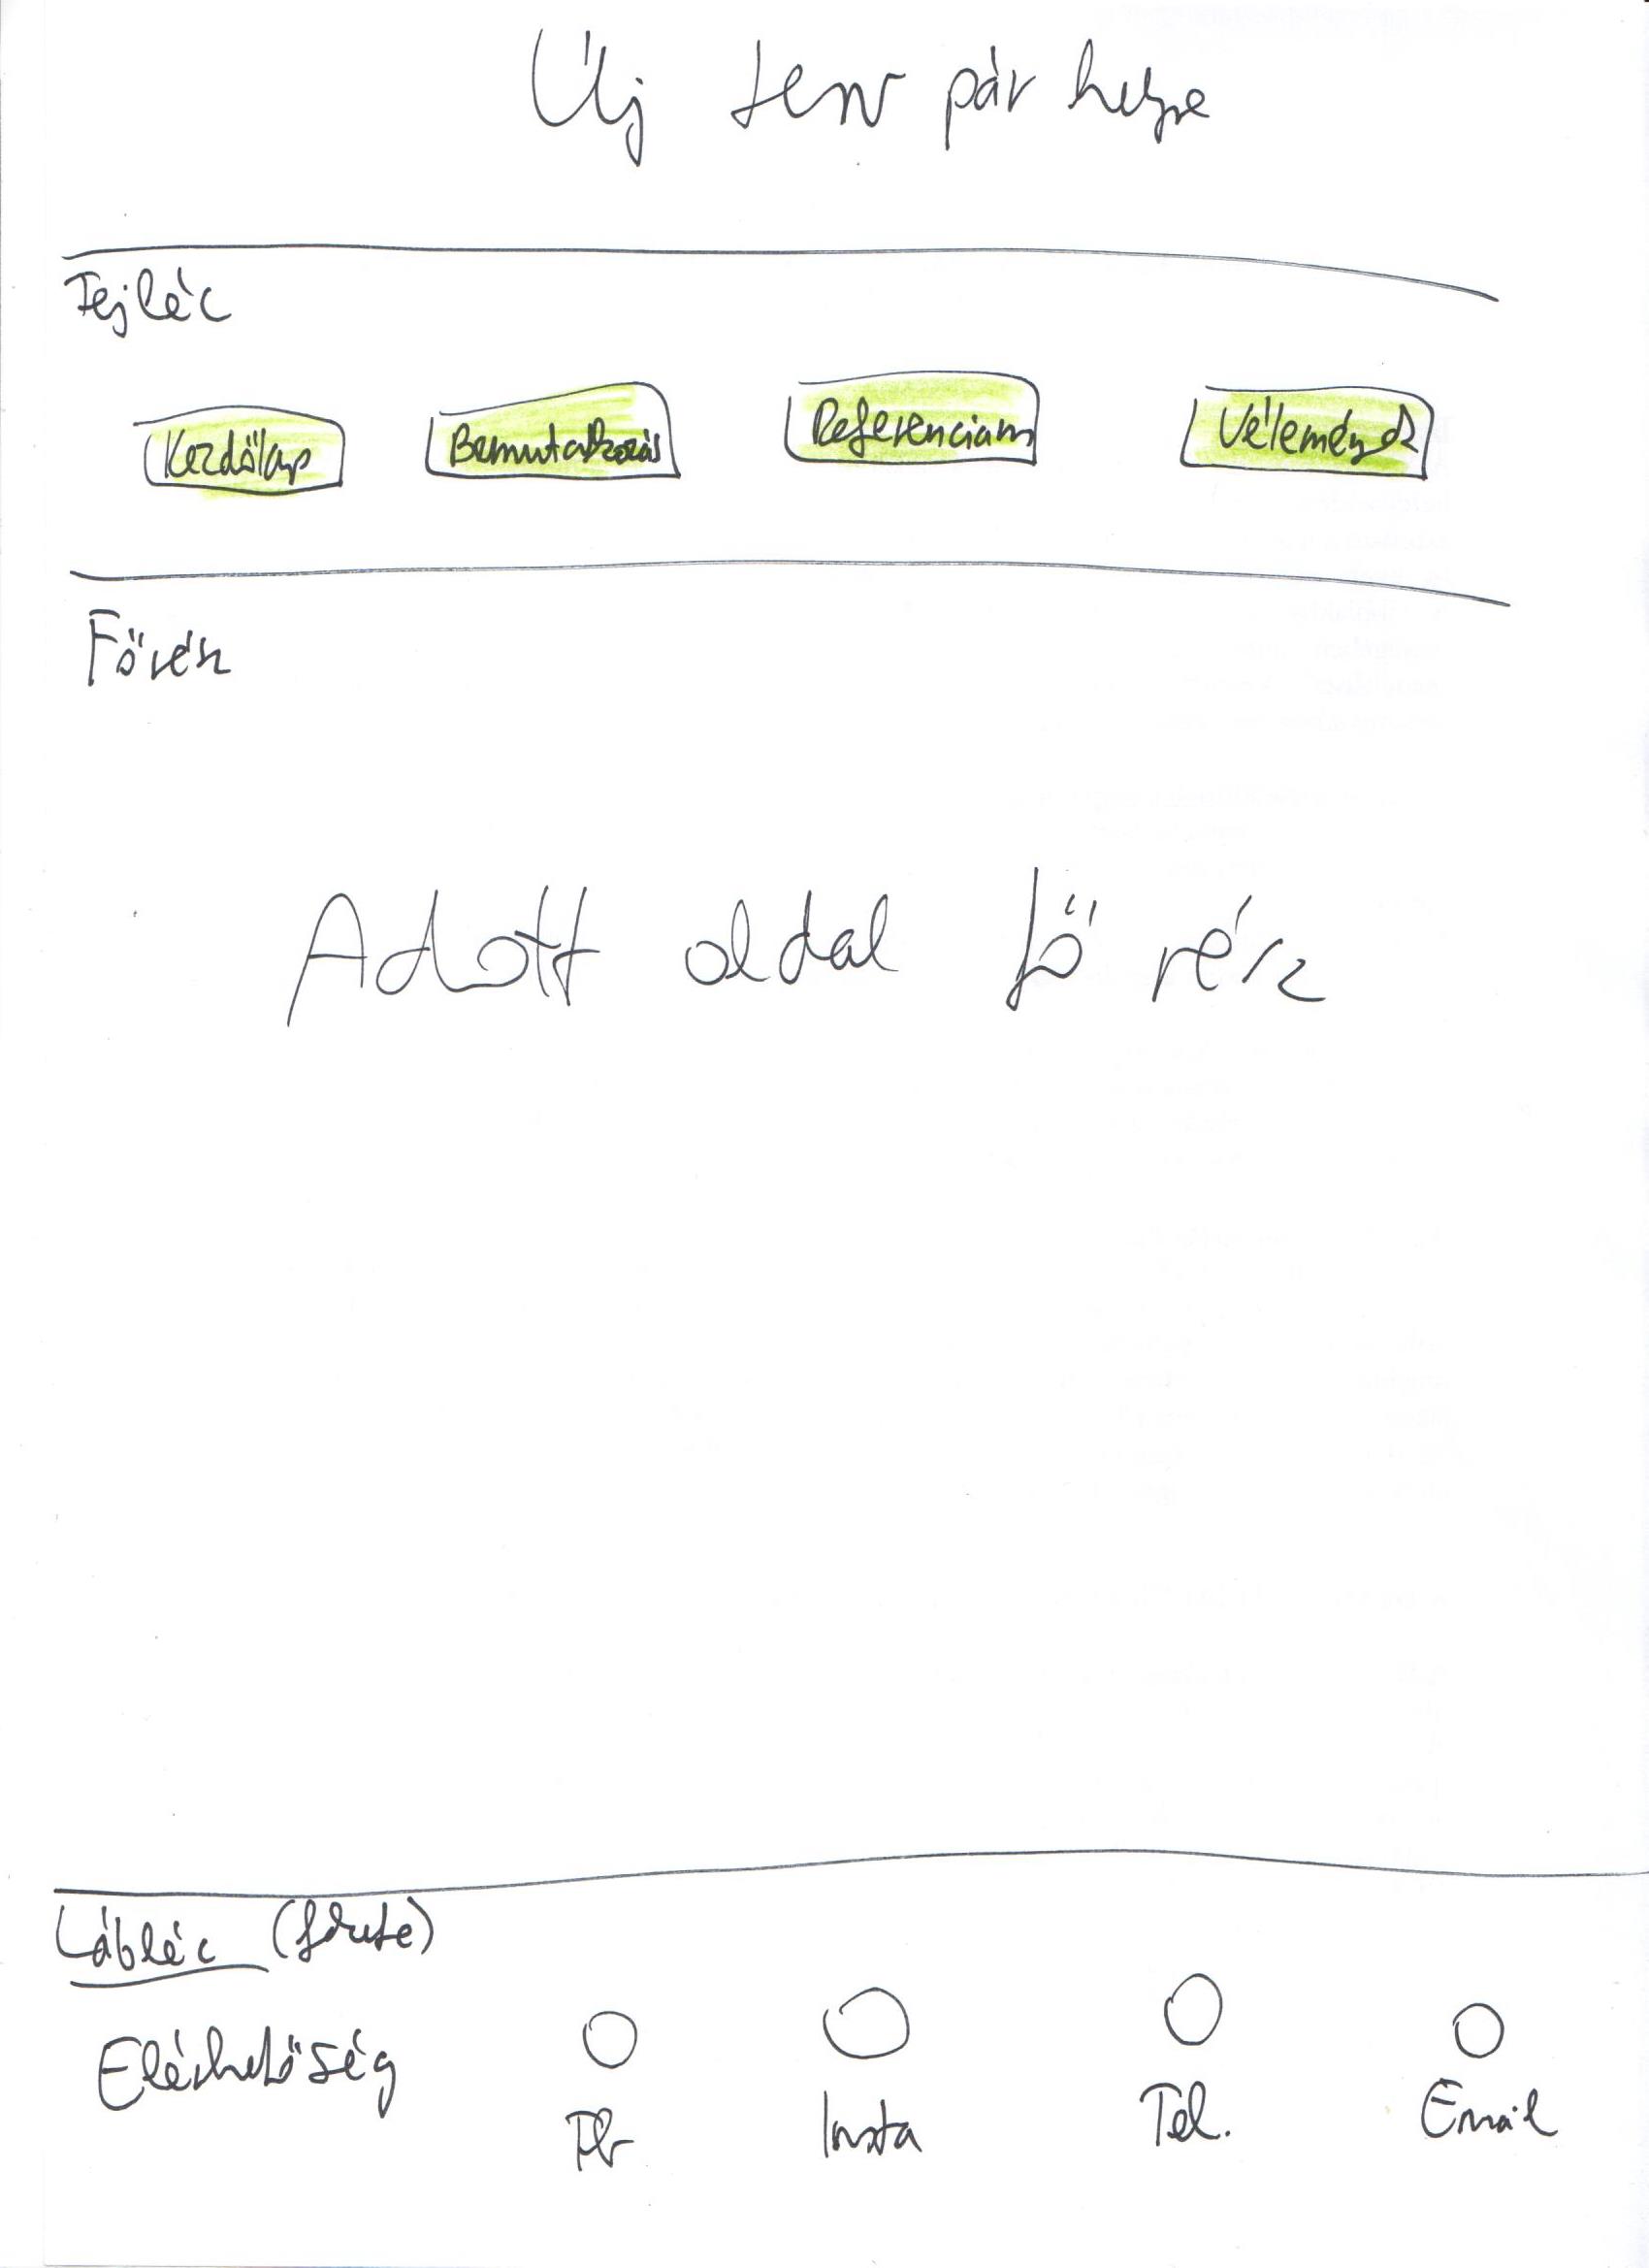 Új terv pár helye
Fejléc
Kezdőlap Bemutatkozás Referenciám Vélemények
Főrész
Adott oldal fő rész
Lábléc
Elérhetőség
Fb Insta Tel. Email